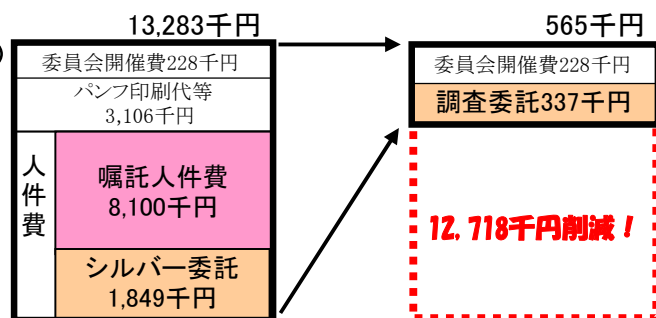 13,283千円
委員会開催費228千円
パンフ印刷代等
3,106千円
人件費
嘱託人件費
8,100千円
シルバー委託
1,849千円
565千円
委員会開催費228千円
調査委託337千円
12,718千円削減！